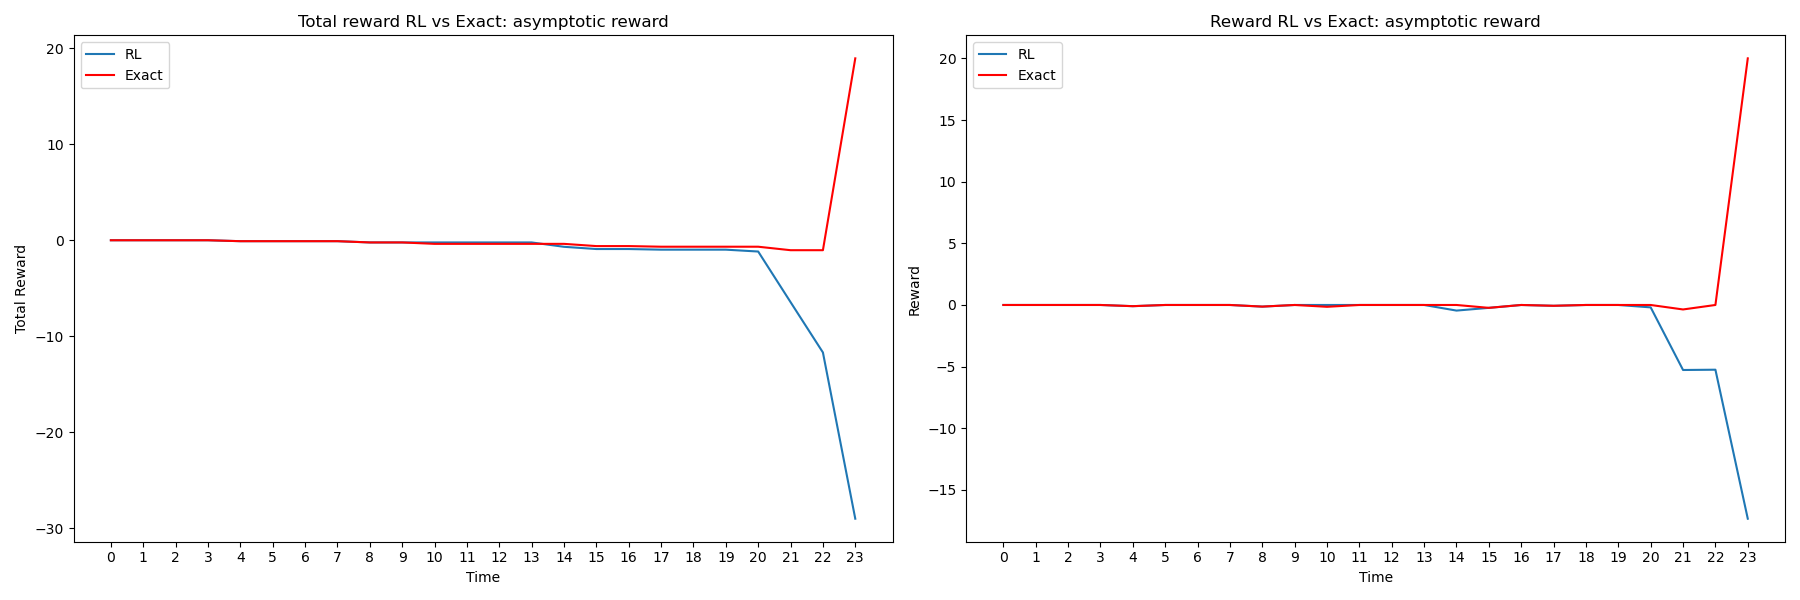 Total reward RL vs Exact: asymptotic reward
RL
Exact
20
10
0
−10
−20
−30
Total Reward
0 1 2 3 4 5 6 7 8 9 10 11 12 13 14 15 16 17 18 19 20 21 22 23
Time
Reward RL vs Exact: asymptotic reward
RL
Exact
20
15
10
5
0
−5
−10
−15
Reward
0 1 2 3 4 5 6 7 8 9 10 11 12 13 14 15 16 17 18 19 20 21 22 23
Time